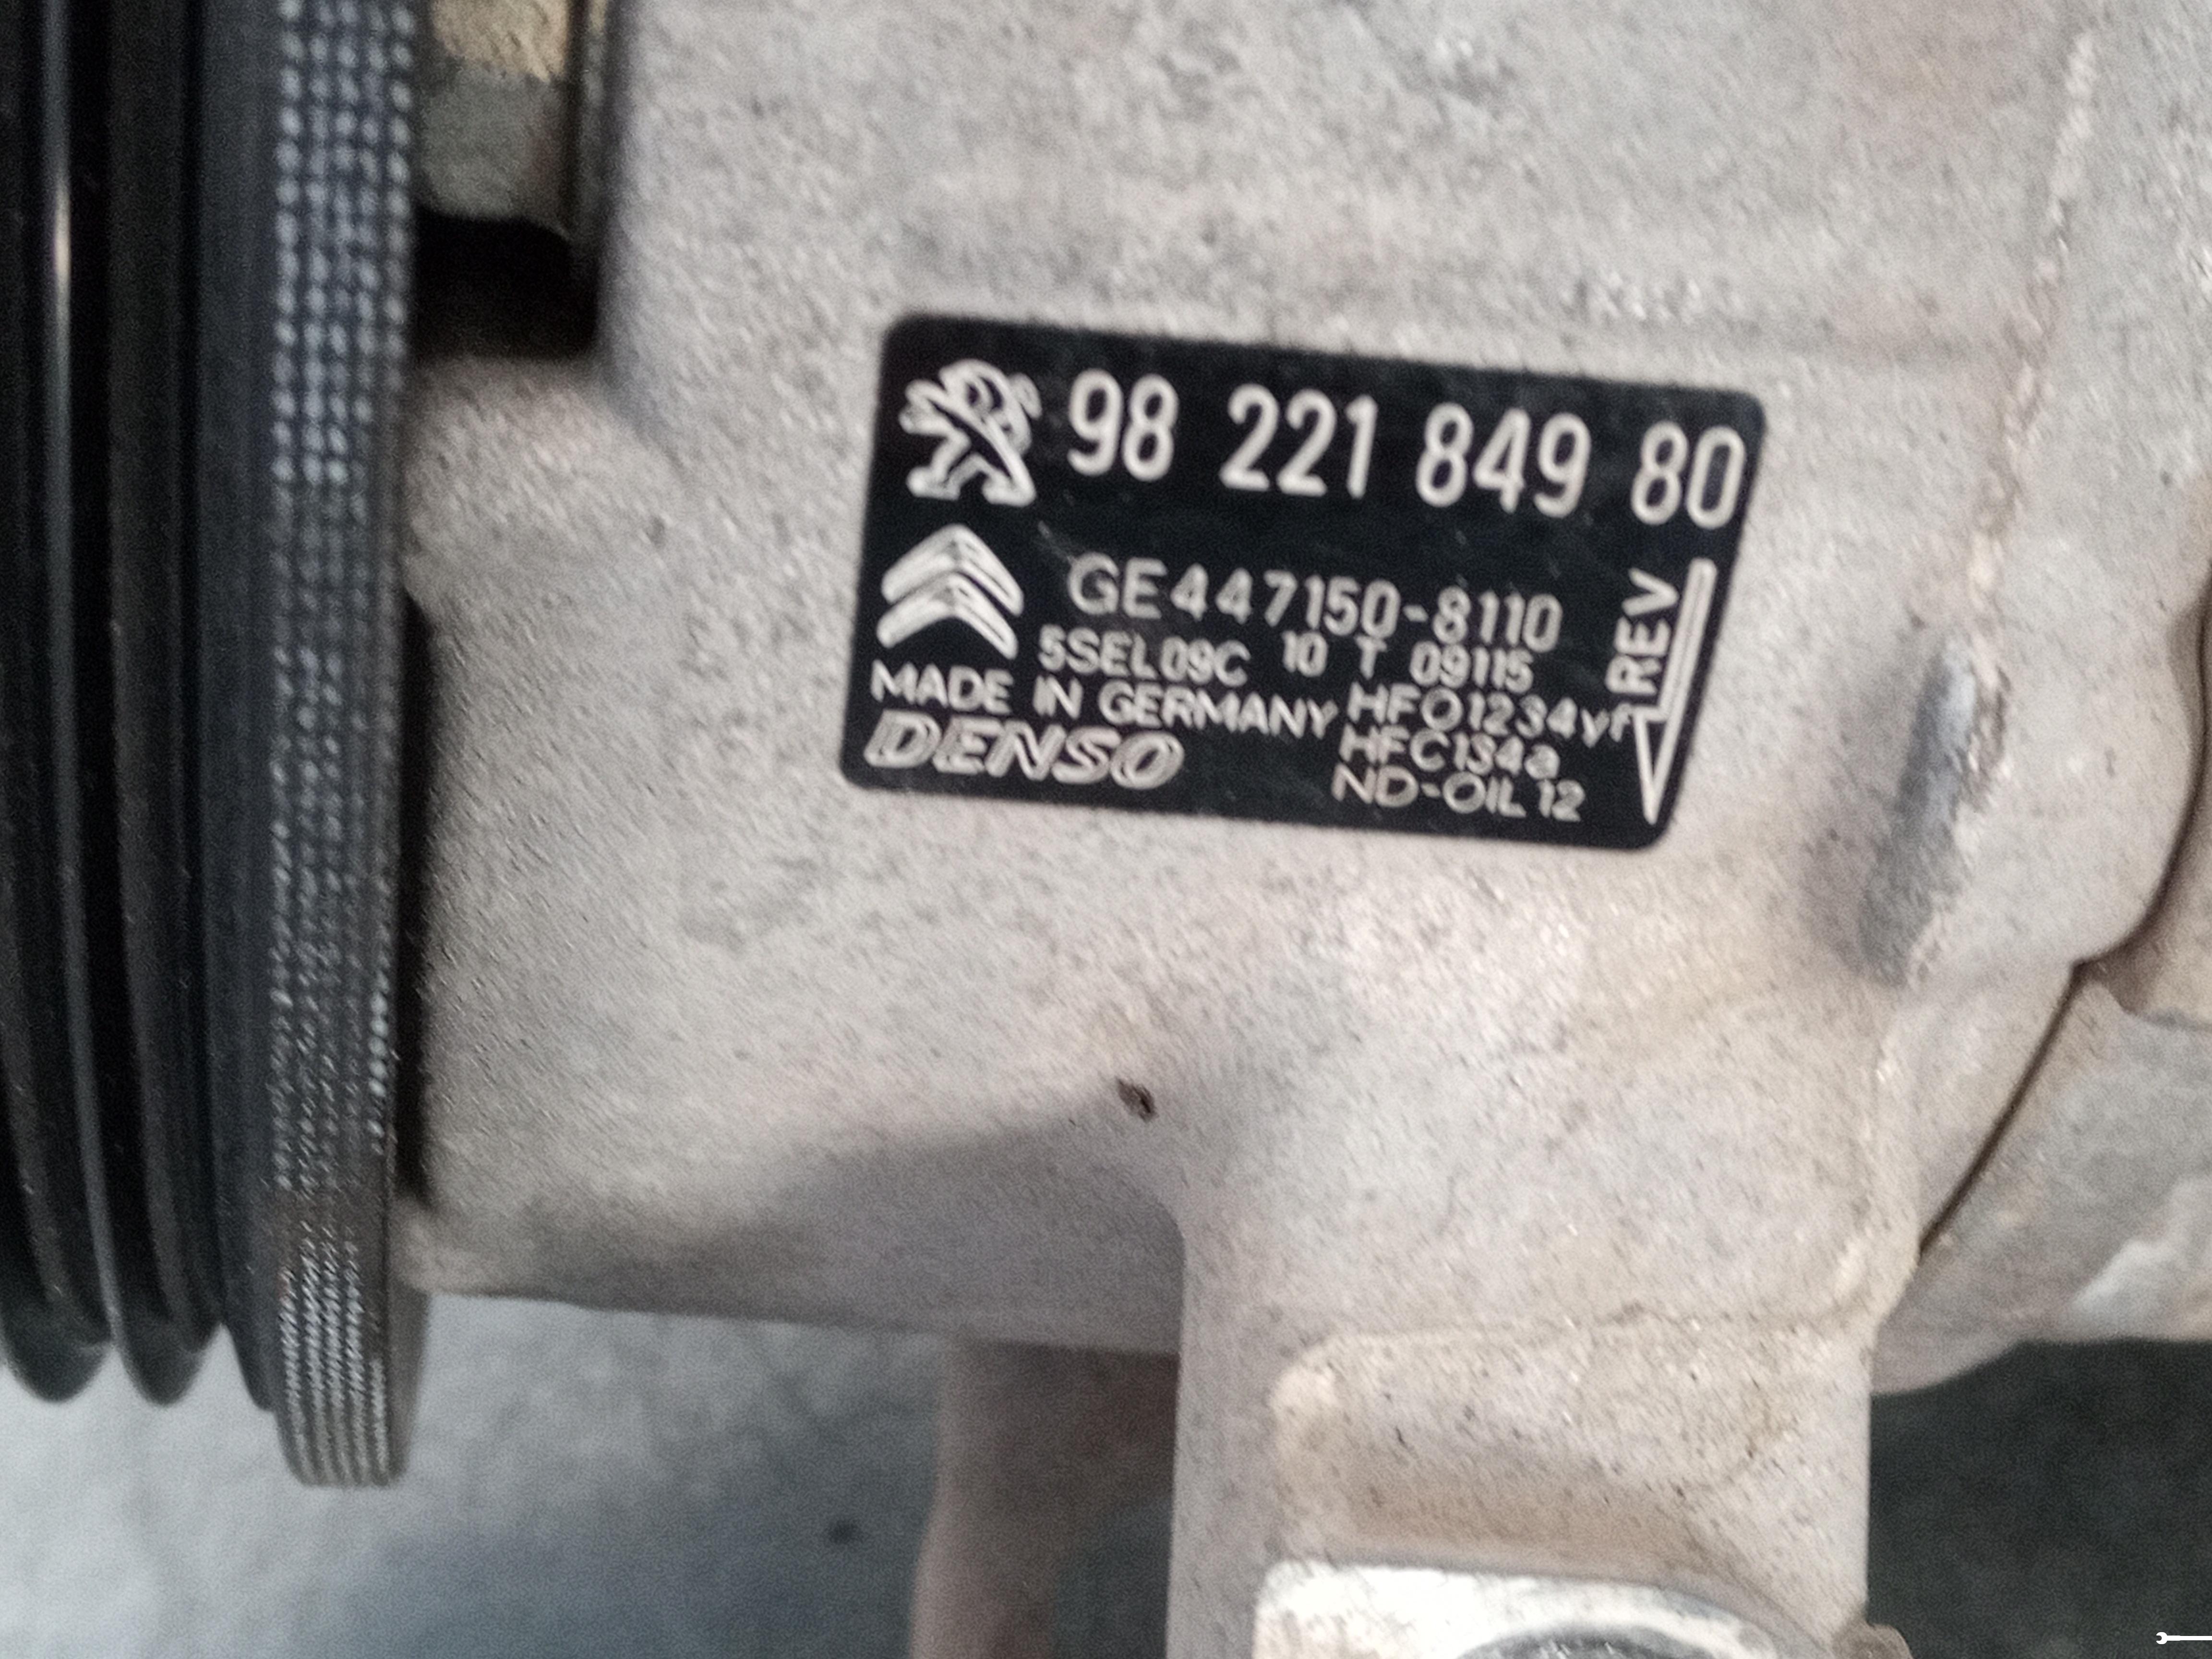 98 221 849 80
GE447150-8110
5SEL09C 10 T 09115
MADE IN GERMANY HFO1234yf
HFC134a
DENSO ND-OIL 12
REV